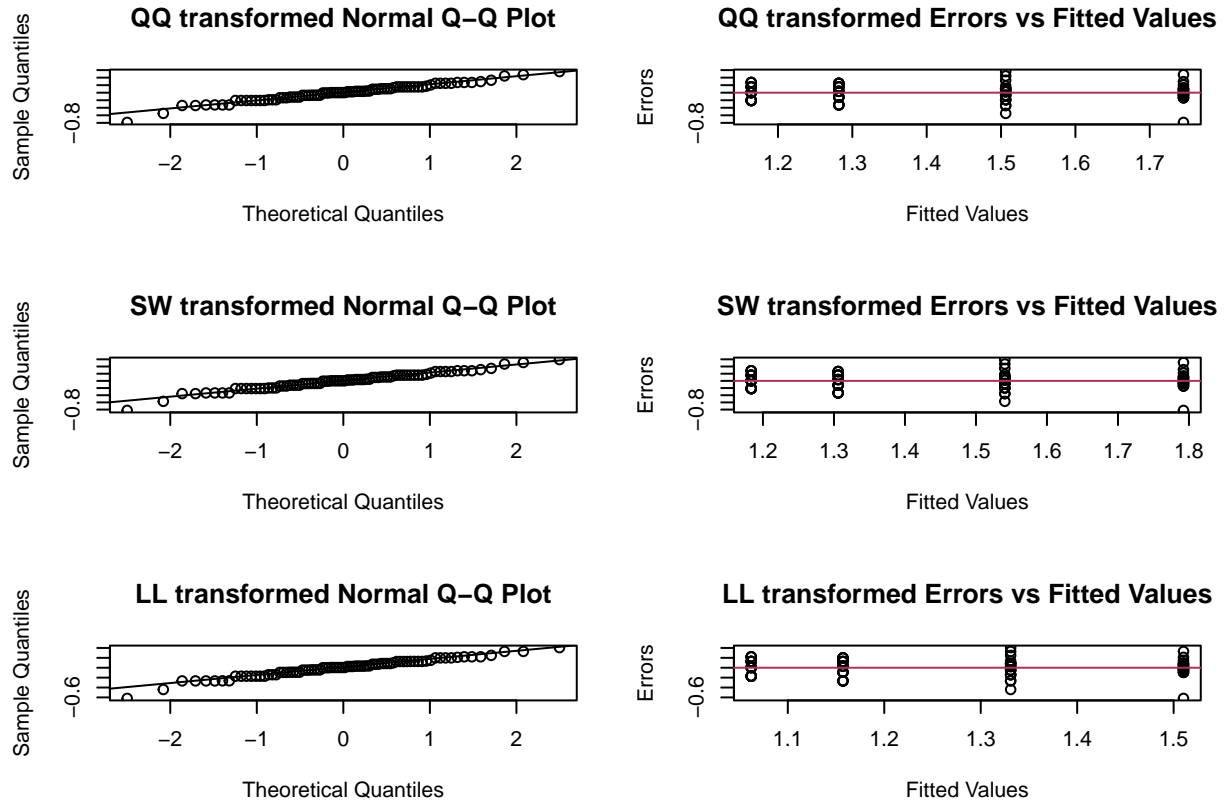 QQ transformed Normal Q−Q Plot
Sample Quantiles
−0.8
−2 −1 0 1 2
Theoretical Quantiles
QQ transformed Errors vs Fitted Values
Errors
−0.8
1.2 1.3 1.4 1.5 1.6 1.7
Fitted Values
SW transformed Normal Q−Q Plot
Sample Quantiles
−0.8
−2 −1 0 1 2
Theoretical Quantiles
SW transformed Errors vs Fitted Values
Errors
−0.8
1.2 1.3 1.4 1.5 1.6 1.7 1.8
Fitted Values
LL transformed Normal Q−Q Plot
Sample Quantiles
−0.6
−2 −1 0 1 2
Theoretical Quantiles
LL transformed Errors vs Fitted Values
Errors
−0.6
1.1 1.2 1.3 1.4 1.5
Fitted Values